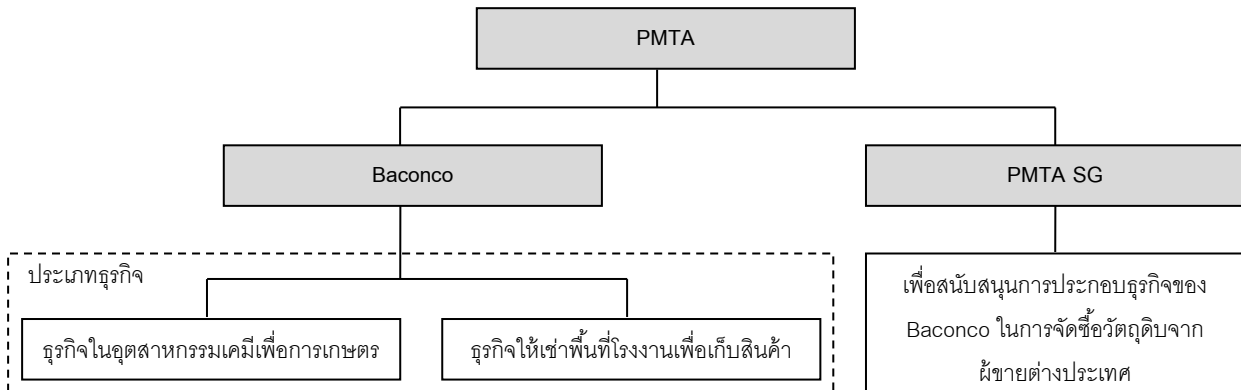 PMTA
Baconco
PMTA SG
ประเภทธุรกิจ
ธุรกิจในอุตสาหกรรมเคมีเพื่อการเกษตร
ธุรกิจให้เช่าพื้นที่โรงงานเพื่อเก็บสินค้า
เพื่อสนับสนุนการประกอบธุรกิจของ
Baconco ในการจัดซื้อวัตถุดิบจาก
ผู้ขายต่างประเทศ